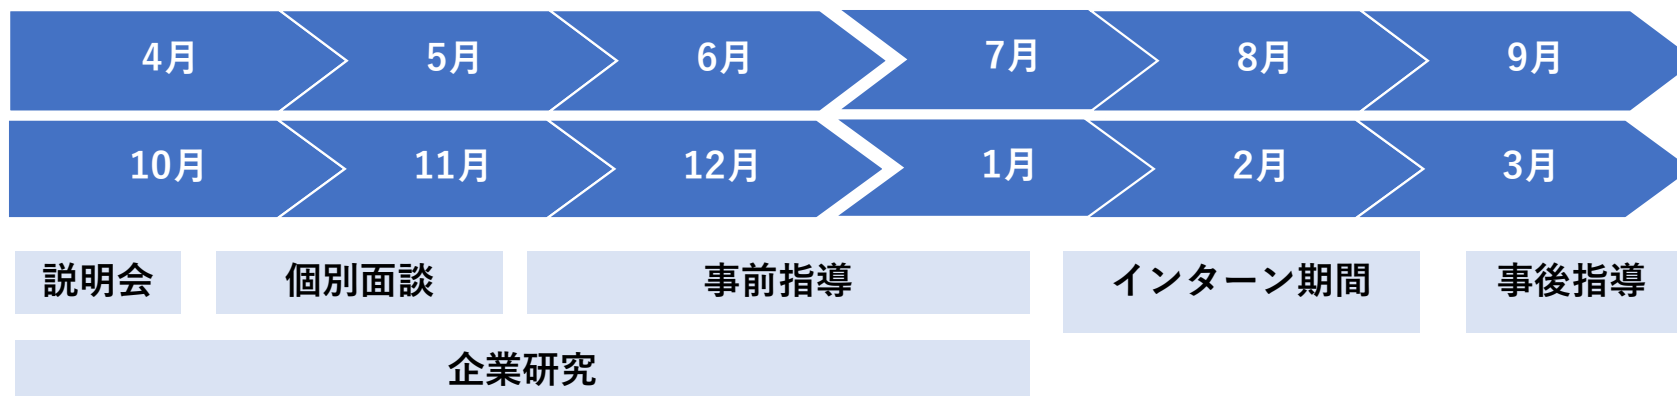 4月 5月 6月 7月 8月 9月
10月 11月 12月 1月 2月 3月
説明会 個別面談 事前指導 インターン期間 事後指導
企業研究